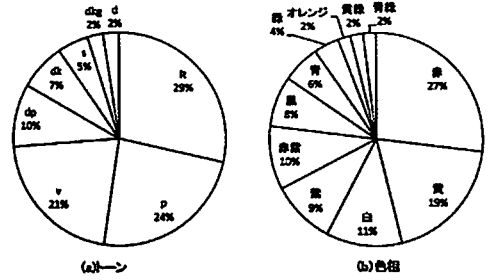 dkg
2%
d
2%
s
5%
dk
7%
dp
10%
v
21%
p
24%
29%
(a)トーン
緑
4%
オレンジ
2%
黄緑
2%
青緑
2%
青
6%
黒
8%
赤紫
10%
紫
9%
白
11%
黄
19%
赤
27%
(b)色相